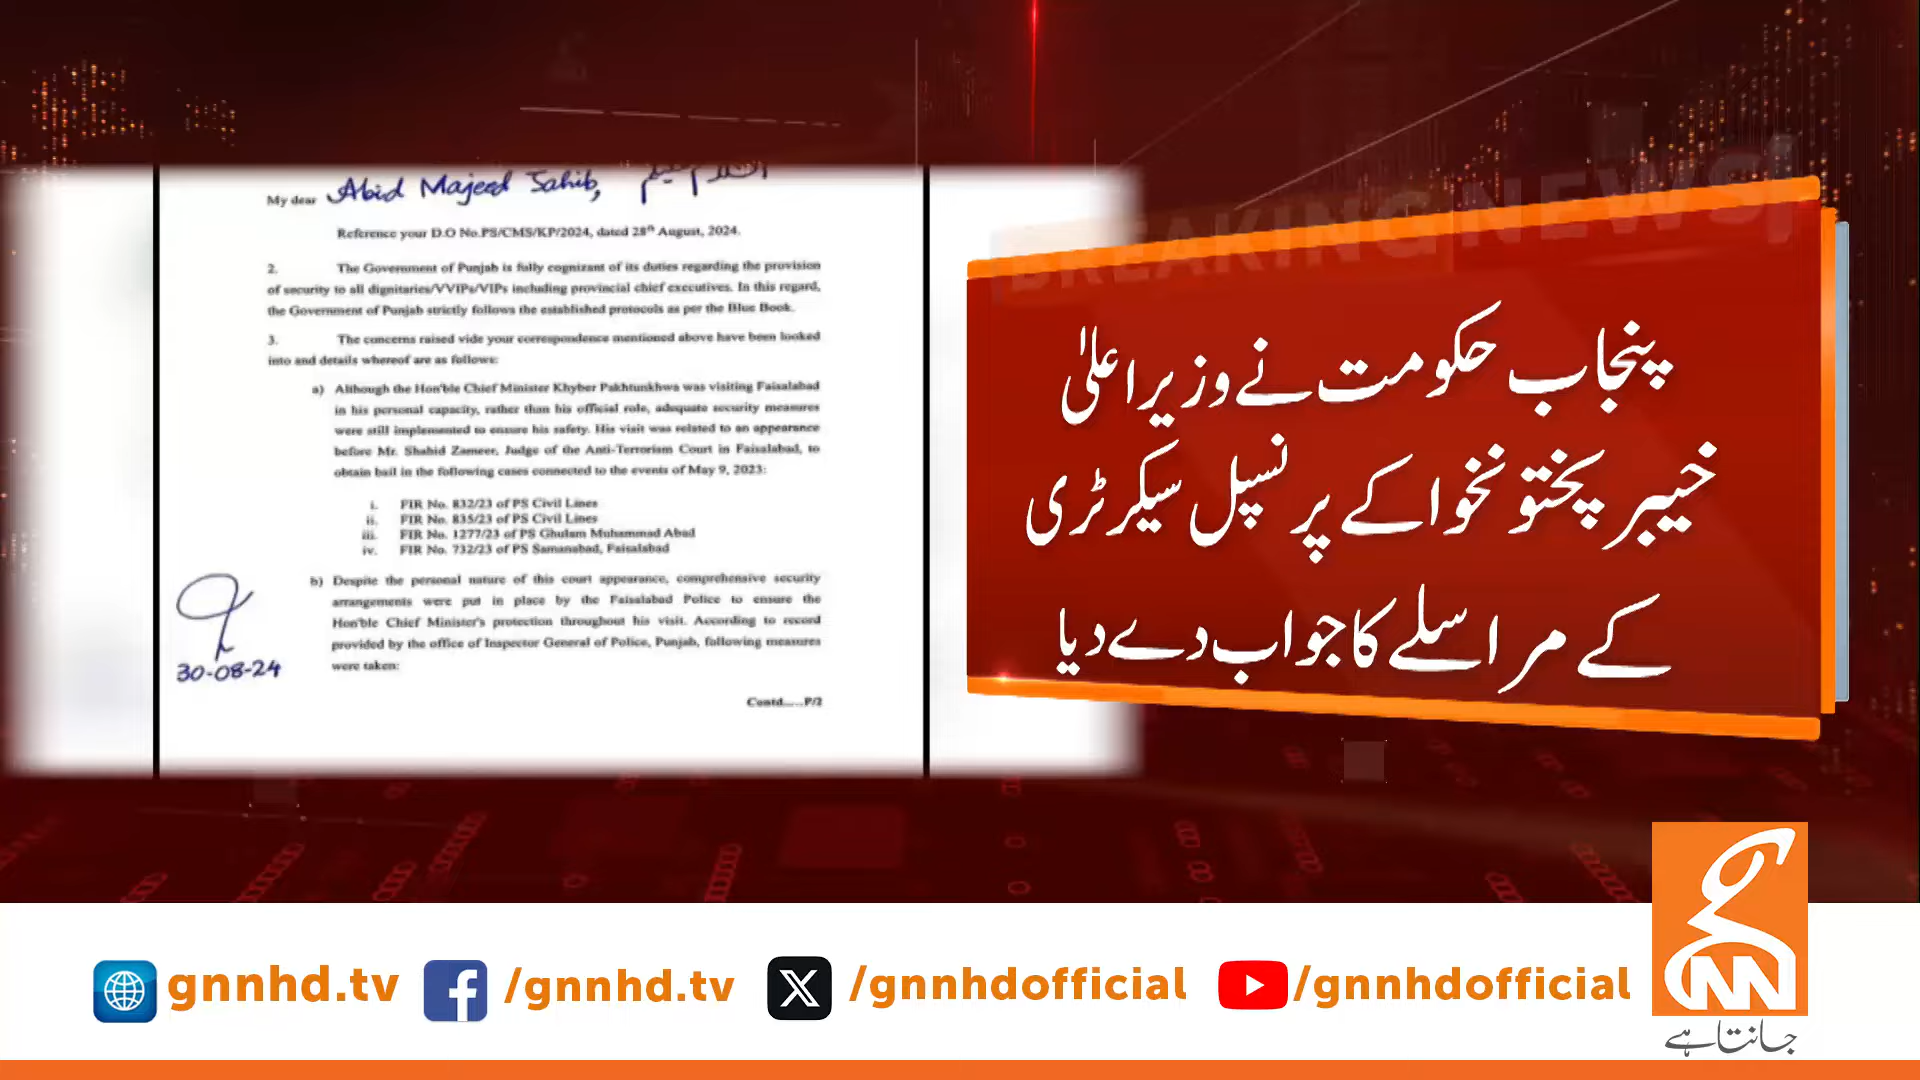 My dear Abid Majeed Sahib, السلام علیکم
Reference your D.O No.PS/CMS/KP/2024, dated 28th August, 2024.
2. The Government of Punjab is fully cognizant of its duties regarding the provision
of security to all dignitaries/VVIPs/VIPs including provincial chief executives. In this regard,
the Government of Punjab strictly follows the established protocols as per the Blue Book.
3. The concerns raised vide your correspondence mentioned above have been looked
into and details whereof are as follows:
a) Although the Hon'ble Chief Minister Khyber Pakhtunkhwa was visiting Faisalabad
in his personal capacity, rather than his official role, adequate security measures
were still implemented to ensure his safety. His visit was related to an appearance
before Mr. Shahid Zameer, Judge of the Anti-Terrorism Court in Faisalabad, to
obtain bail in the following cases connected to the events of May 9, 2023:
i. FIR No. 832/23 of PS Civil Lines
ii. FIR No. 835/23 of PS Civil Lines
iii. FIR No. 1277/23 of PS Ghulam Muhammad Abad
iv. FIR No. 732/23 of PS Samanabad, Faisalabad
b) Despite the personal nature of this court appearance, comprehensive security
arrangements were put in place by the Faisalabad Police to ensure the
Hon'ble Chief Minister's protection throughout his visit. According to record
provided by the office of Inspector General of Police, Punjab, following measures
were taken:
30-08-24
Contd.....P/2
BREAKING NEWS
پنجاب حکومت نے وزیراعلیٰ
خیبر پختونخوا کے پرنسپل سیکرٹری
کے مراسلے کا جواب دے دیا
gnnhd.tv /gnnhd.tv /gnnhdofficial /gnnhdofficial
GNN
جانتا ہے